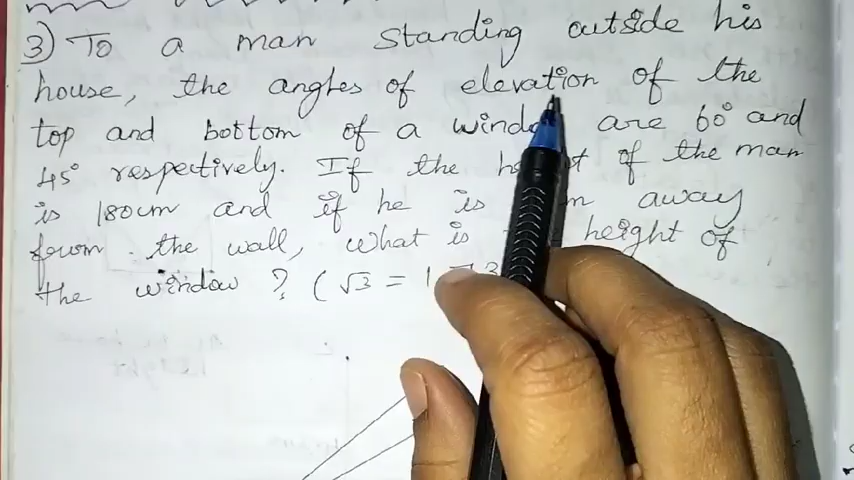 3) To a man standing outside his
house, the angles of elevation of the
top and bottom of a are 60° and
45° respectively. If the of the man
is 180cm and if he is away
from the wall, what is height of
the window ? ( √3 =